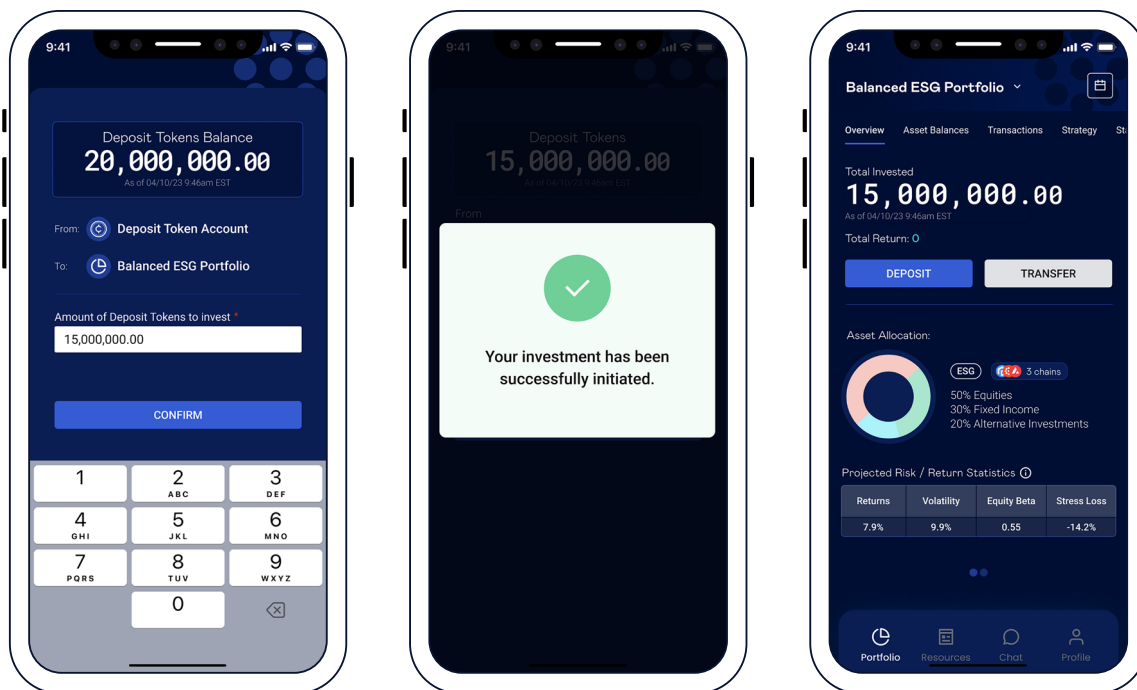 9:41
Deposit Tokens Balance
20,000,000.00
As of 04/10/23 9:46am EST
From: Deposit Token Account
To: Balanced ESG Portfolio
Amount of Deposit Tokens to invest *
15,000,000.00
CONFIRM
1 2 3
ABC DEF
4 5 6
GHI JKL MNO
7 8 9
PQRS TUV WXYZ
0
9:41
Deposit Tokens
15,000,000.00
As of 04/10/23 9:46am EST
From
Your investment has been
successfully initiated.
9:41
Balanced ESG Portfolio
Overview Asset Balances Transactions Strategy St
Total Invested
15,000,000.00
As of 04/10/23 9:46am EST
Total Return: 0
DEPOSIT TRANSFER
Asset Allocation:
ESG 3 chains
50% Equities
30% Fixed Income
20% Alternative Investments
Projected Risk / Return Statistics
Returns Volatility Equity Beta Stress Loss
7.9% 9.9% 0.55 -14.2%
Portfolio Resources Chat Profile